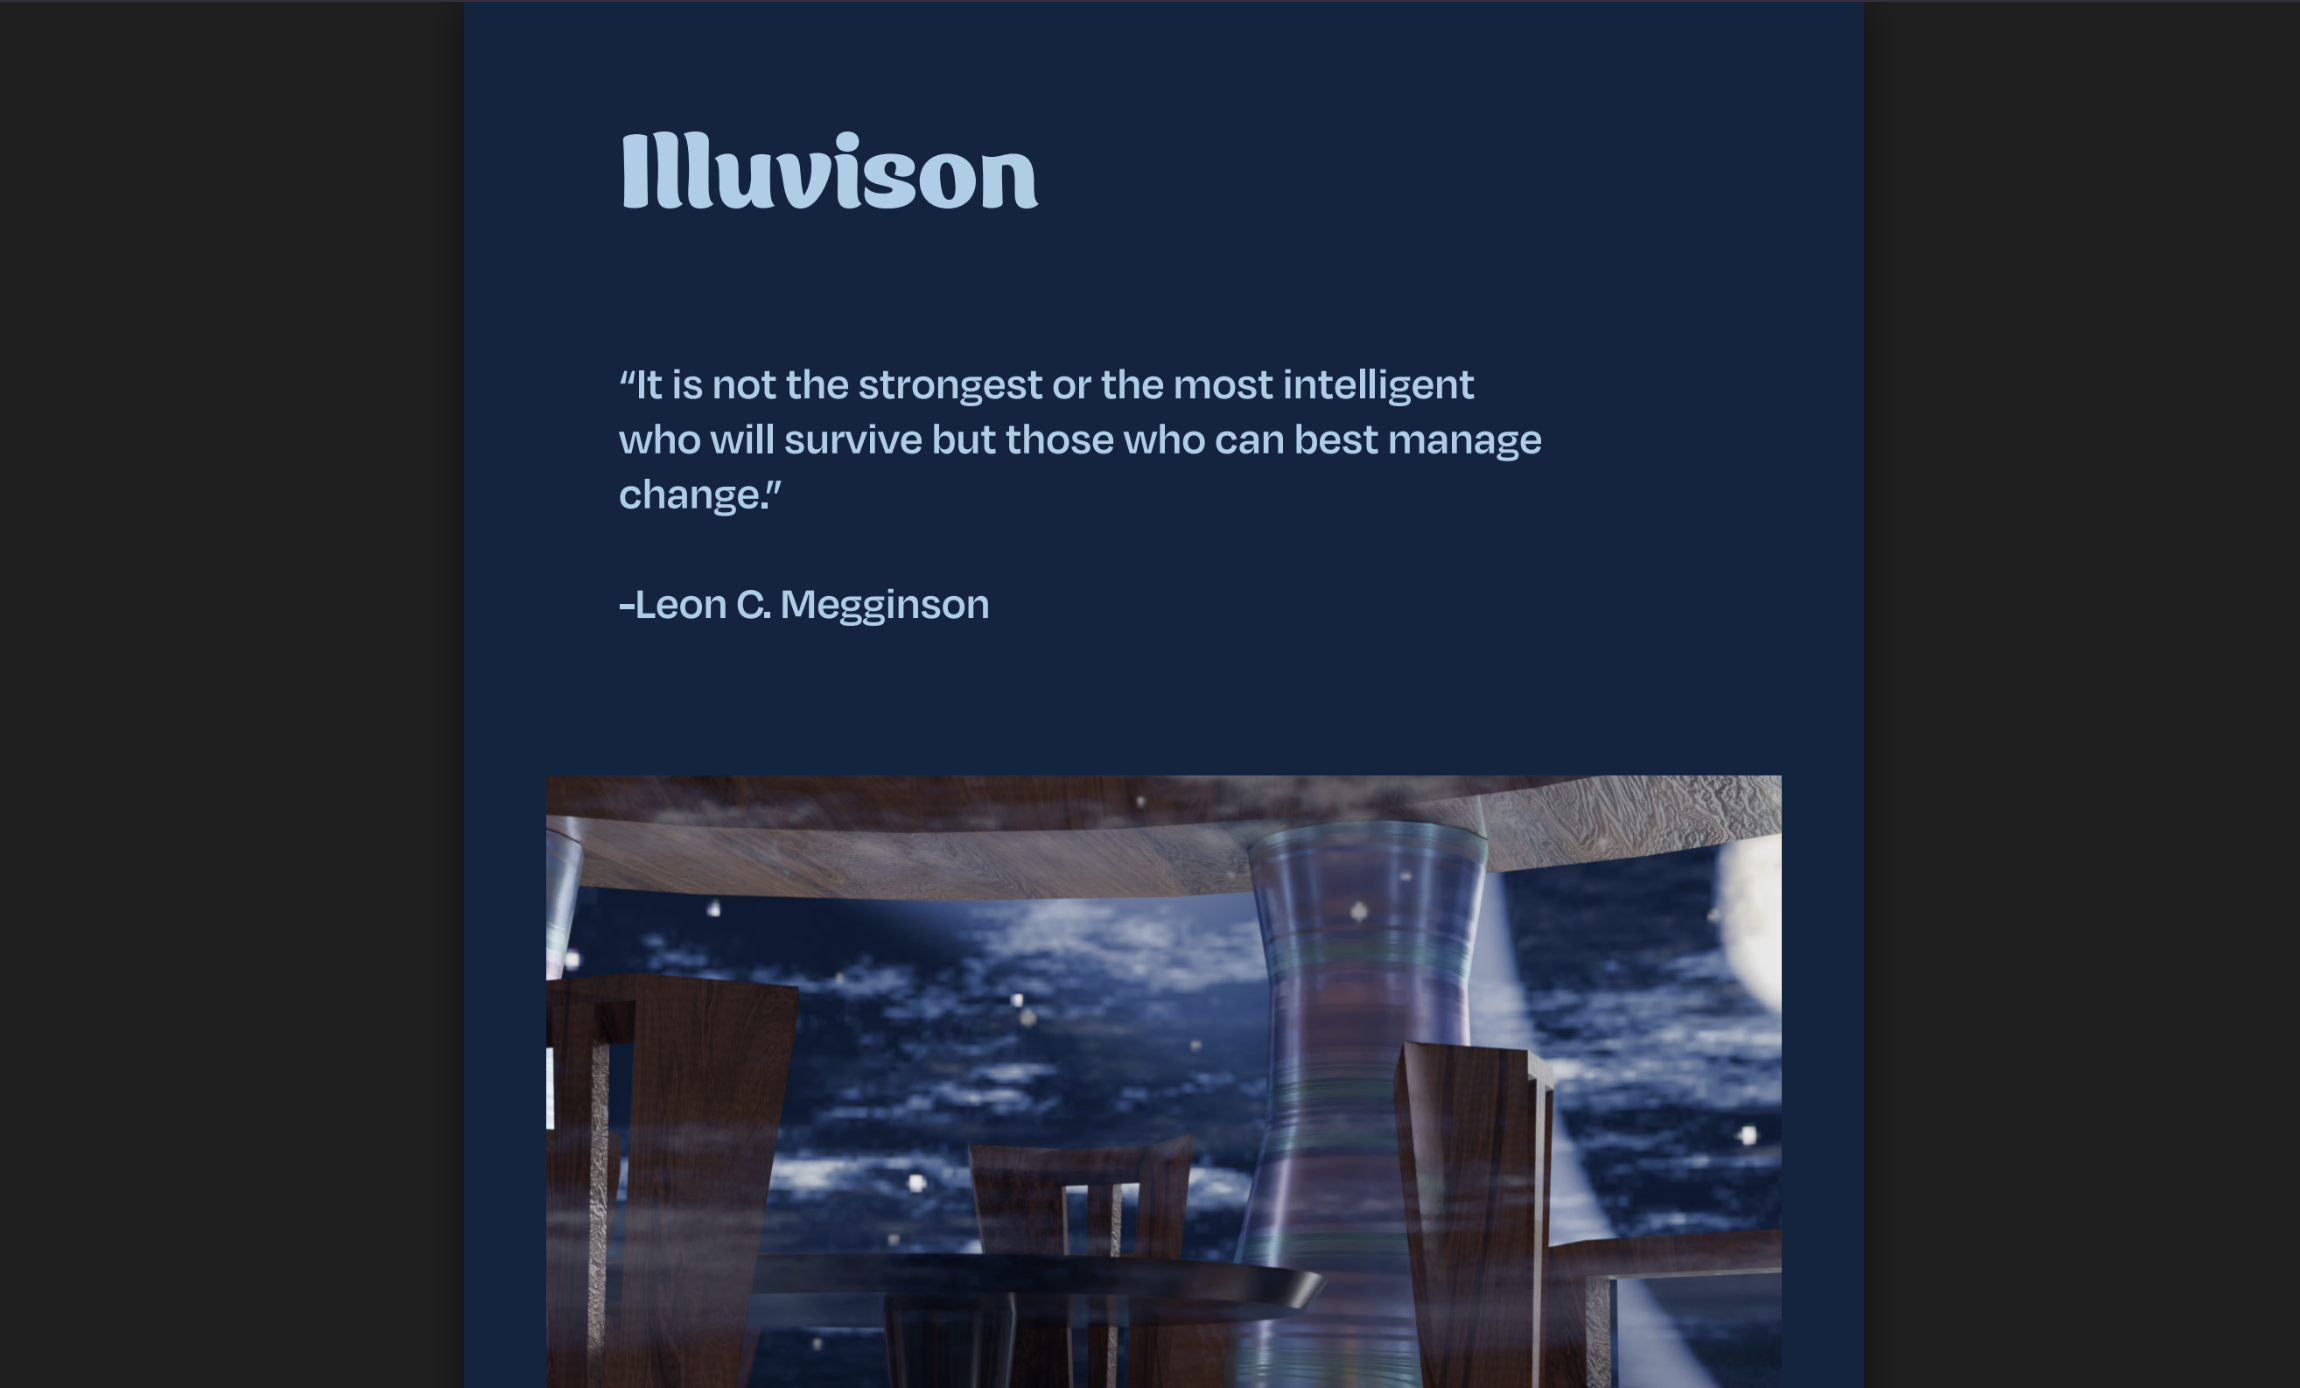 Illuvison
“It is not the strongest or the most intelligent
who will survive but those who can best manage
change.”
-Leon C. Megginson